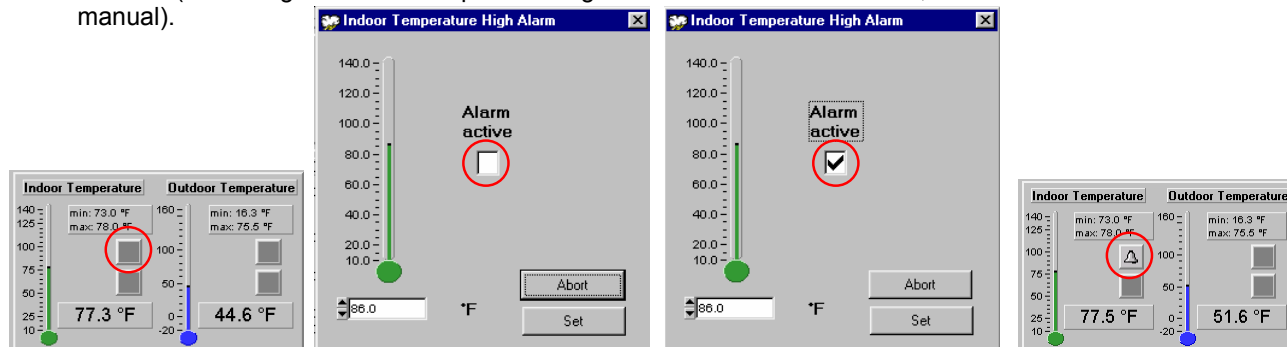 manual).
Indoor Temperature Outdoor Temperature
140
125
100
75
50
25
10
min: 73.0 °F
max: 78.0 °F
160
100
50
0
-20
min: 16.3 °F
max: 75.5 °F
77.3 °F
44.6 °F
Indoor Temperature High Alarm
140.0
120.0
100.0
80.0
60.0
40.0
20.0
10.0
Alarm
active
86.0
°F
Abort
Set
Indoor Temperature High Alarm
140.0
120.0
100.0
80.0
60.0
40.0
20.0
10.0
Alarm
active
86.0
°F
Abort
Set
Indoor Temperature Outdoor Temperature
140
125
100
75
50
25
10
min: 73.0 °F
max: 78.0 °F
160
100
50
0
-20
min: 16.3 °F
max: 75.5 °F
77.5 °F
51.6 °F